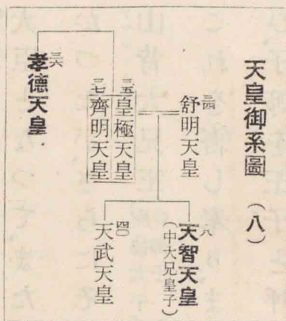 天皇御系圖（八）
三四
舒明天皇
三八
天智天皇
（中大兄皇子）
三五
皇極天皇
三七
齊明天皇
四〇
天武天皇
三六
孝德天皇